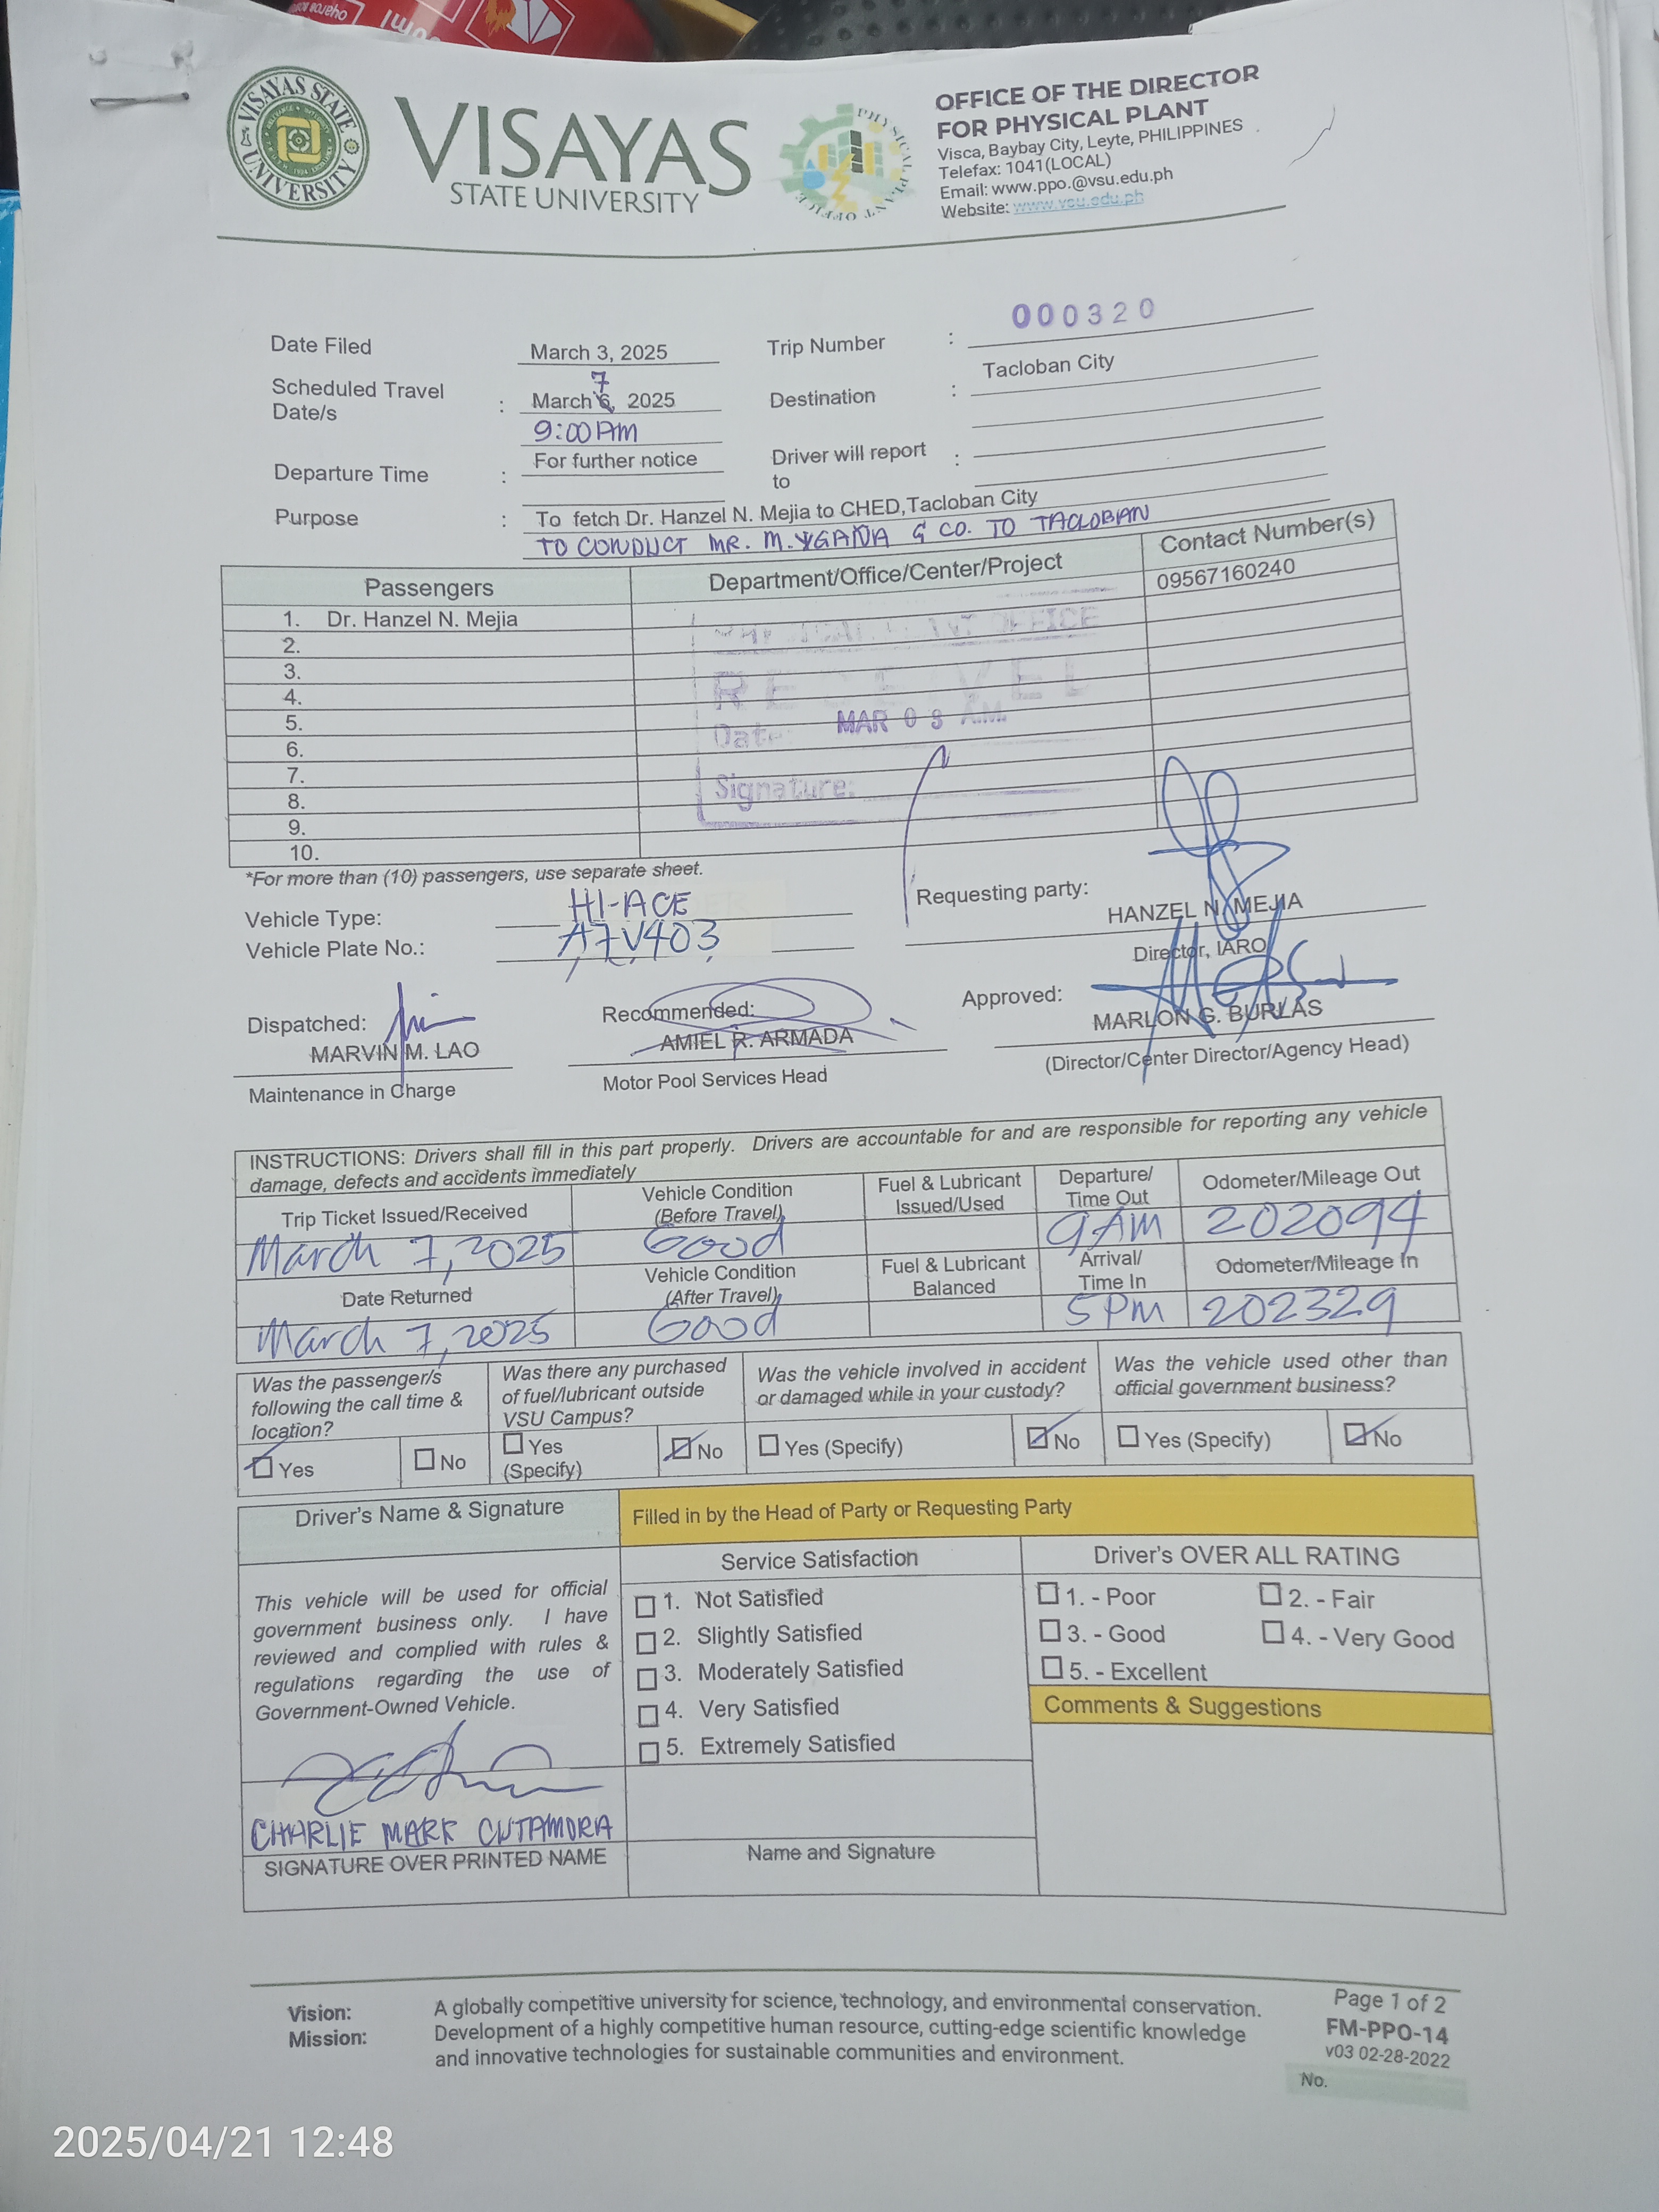 VISAYAS STATE UNIVERSITY
VISAYAS
STATE UNIVERSITY
PHYSICAL PLANT OFFICE
OFFICE OF THE DIRECTOR
FOR PHYSICAL PLANT
Visca, Baybay City, Leyte, PHILIPPINES
Telefax: 1041(LOCAL)
Email: www.ppo.@vsu.edu.ph
Website: www.vsu.edu.ph
Date Filed March 3, 2025 Trip Number : 000320
Scheduled Travel Date/s : March 6, 2025 7 Destination : Tacloban City
9:00 PM
Departure Time : For further notice Driver will report to :
Purpose : To fetch Dr. Hanzel N. Mejia to CHED,Tacloban City
TO CONDUCT MR. & CO. TO TACLOBAN
Passengers Department/Office/Center/Project Contact Number(s)
1. Dr. Hanzel N. Mejia 09567160240
2.
3.
4.
5.
6.
7.
8.
9.
10.
OFFICE
Date: MAR 0 A.M.
Signature:
*For more than (10) passengers, use separate sheet.
Vehicle Type: HI-ACE
Vehicle Plate No.: A7V403
Requesting party:
HANZEL N. MEJIA
Director, IARO
Dispatched: Recommended: Approved:
MARVIN M. LAO AMIEL R. ARMADA MARLON G. BURLAS
Maintenance in Charge Motor Pool Services Head (Director/Center Director/Agency Head)
INSTRUCTIONS: Drivers shall fill in this part properly. Drivers are accountable for and are responsible for reporting any vehicle
damage, defects and accidents immediately
Trip Ticket Issued/Received Vehicle Condition (Before Travel) Fuel & Lubricant Issued/Used Departure/ Time Out Odometer/Mileage Out
March 7, 2025 Good 9AM 202094
Date Returned Vehicle Condition (After Travel) Fuel & Lubricant Balanced Arrival/ Time In Odometer/Mileage In
March 7, 2025 Good 5PM 202329
Was the passenger/s following the call time & location?
Yes No
Was there any purchased of fuel/lubricant outside VSU Campus?
Yes (Specify) No
Was the vehicle involved in accident or damaged while in your custody?
Yes (Specify) No
Was the vehicle used other than official government business?
Yes (Specify) No
Driver's Name & Signature
This vehicle will be used for official
government business only. I have
reviewed and complied with rules &
regulations regarding the use of
Government-Owned Vehicle.
CHARLIE MARK CUTAMORA
SIGNATURE OVER PRINTED NAME
Filled in by the Head of Party or Requesting Party
Service Satisfaction
1. Not Satisfied
2. Slightly Satisfied
3. Moderately Satisfied
4. Very Satisfied
5. Extremely Satisfied
Name and Signature
Driver's OVER ALL RATING
1. - Poor 2. - Fair
3. - Good 4. - Very Good
5. - Excellent
Comments & Suggestions
Vision: A globally competitive university for science, technology, and environmental conservation.
Mission: Development of a highly competitive human resource, cutting-edge scientific knowledge
and innovative technologies for sustainable communities and environment.
Page 1 of 2
FM-PPO-14
v03 02-28-2022
No.
2025/04/21 12:48